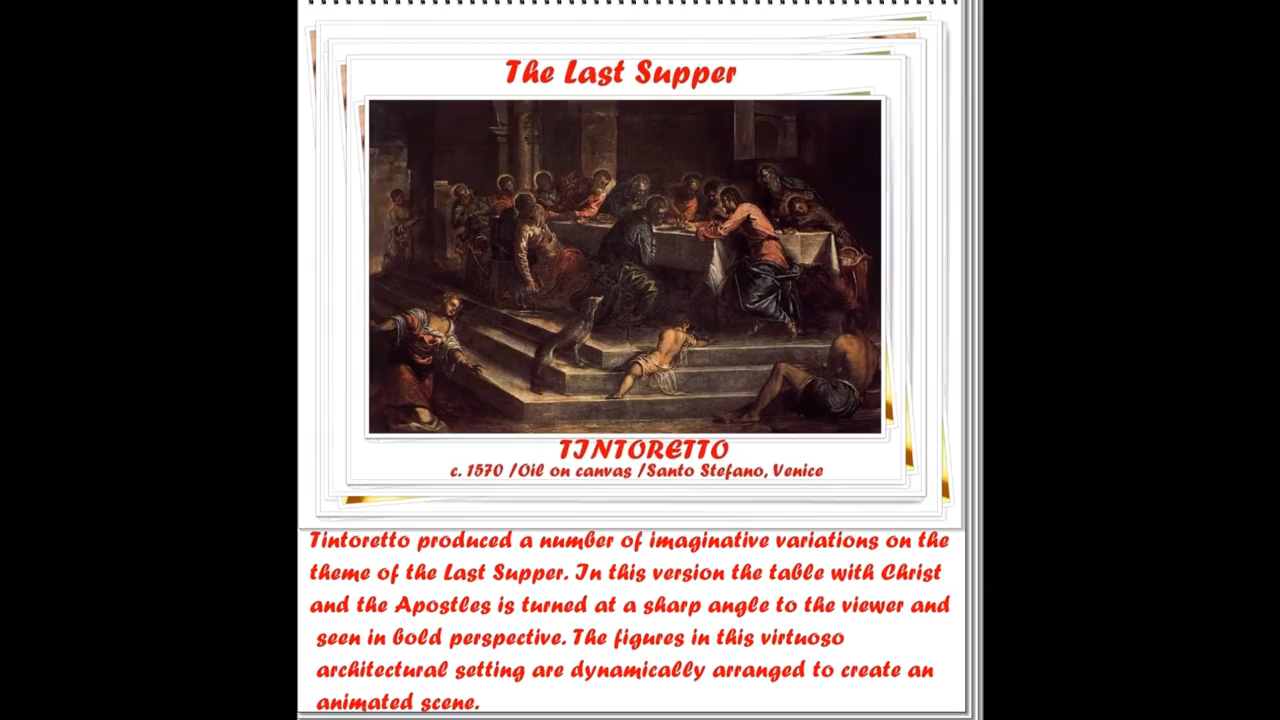 The Last Supper
TINTORETTO
c. 1570 /Oil on canvas /Santo Stefano, Venice
Tintoretto produced a number of imaginative variations on the
theme of the Last Supper. In this version the table with Christ
and the Apostles is turned at a sharp angle to the viewer and
seen in bold perspective. The figures in this virtuoso
architectural setting are dynamically arranged to create an
animated scene.